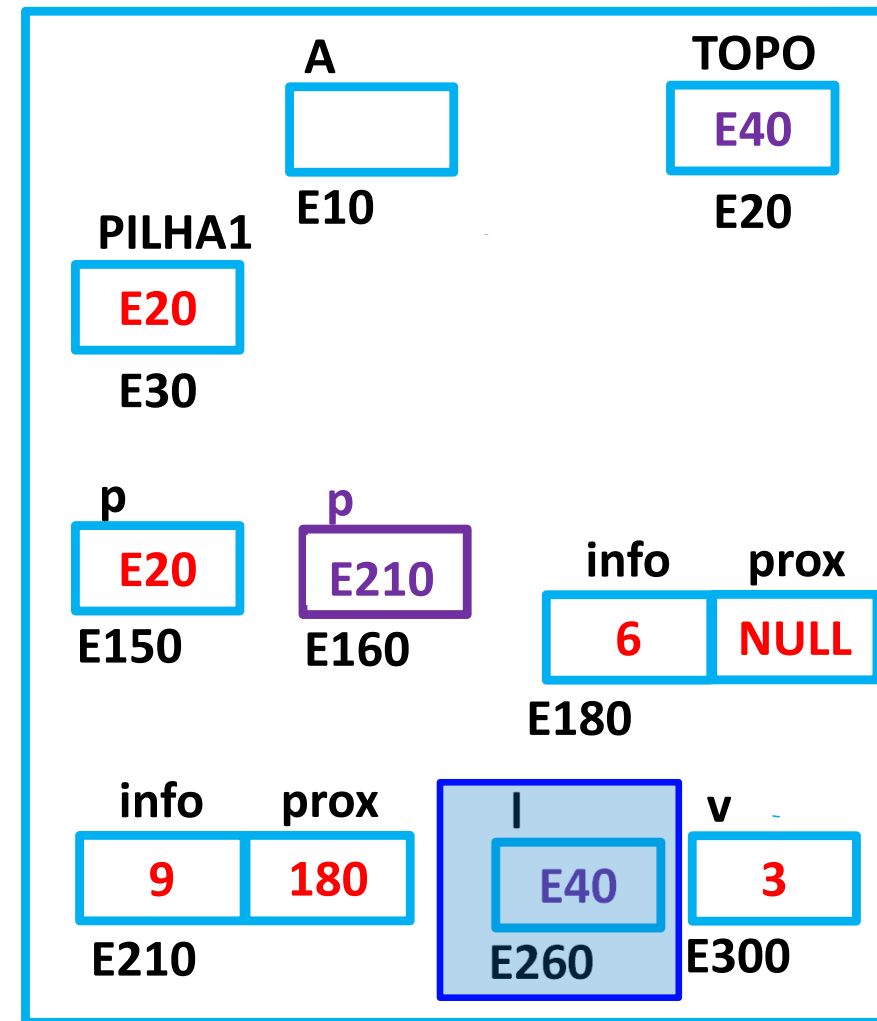 A TOPO
E40
E10 E20
PILHA1
E20
E30
p p
E20 E210
info prox
6 NULL
E150 E160
E180
info prox l v
9 180 E40 3
E210 E260 E300